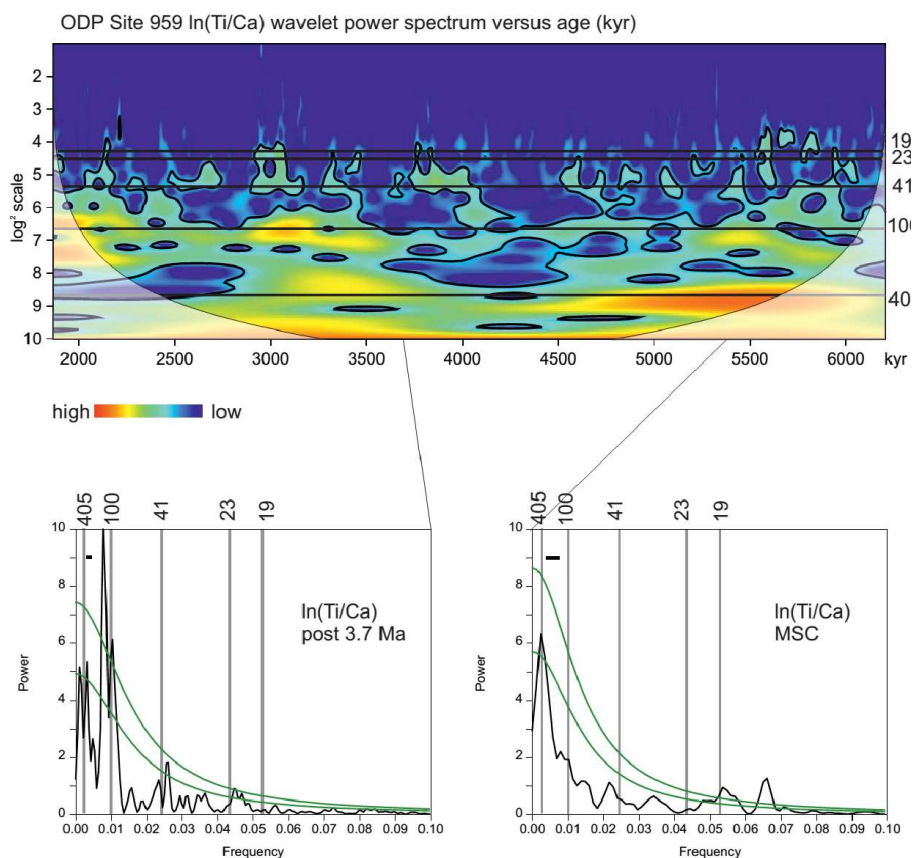 ODP Site 959 ln(Ti/Ca) wavelet power spectrum versus age (kyr)
2
3
4
5
6
7
8
9
10
log² scale
19
23
41
100
40
2000 2500 3000 3500 4000 4500 5000 5500 6000 kyr
high low
405 100 41 23 19
10
8
6
4
2
0
Power
ln(Ti/Ca)
post 3.7 Ma
0.00 0.01 0.02 0.03 0.04 0.05 0.06 0.07 0.08 0.09 0.10
Frequency
405 100 41 23 19
10
8
6
4
2
0
Power
ln(Ti/Ca)
MSC
0.00 0.01 0.02 0.03 0.04 0.05 0.06 0.07 0.08 0.09 0.10
Frequency